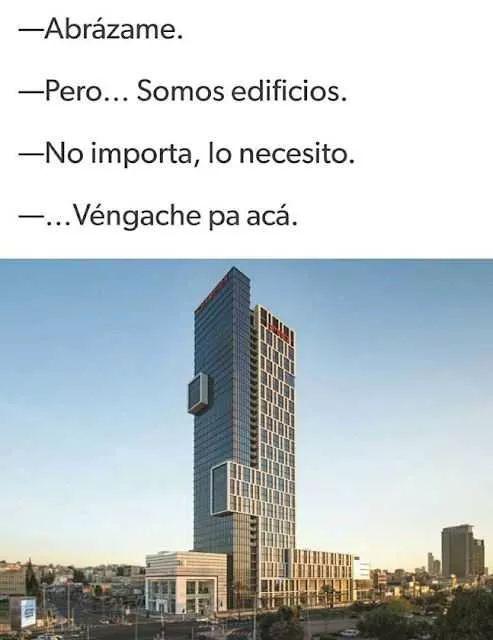 —Abrázame.
—Pero... Somos edificios.
—No importa, lo necesito.
—...Véngache pa acá.